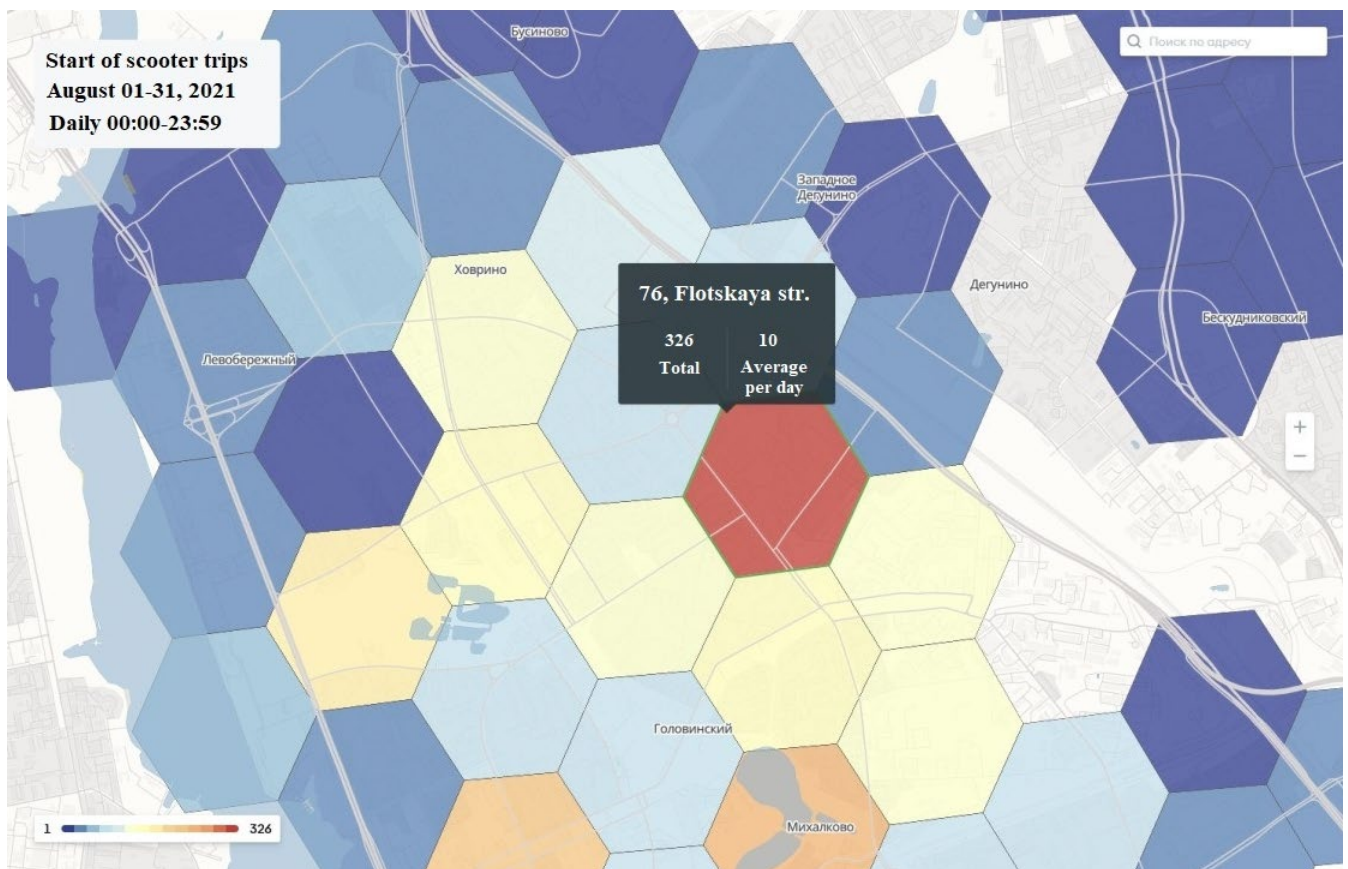 Бусиново
Start of scooter trips
August 01-31, 2021
Daily 00:00-23:59
Поиск по адресу
Западное
Дегунино
Ховрино
76, Flotskaya str.
Дегунино
326
10
Total
Average
per day
Бескудниковский
Левобережный
+
−
Головинский
1
326
Михалково